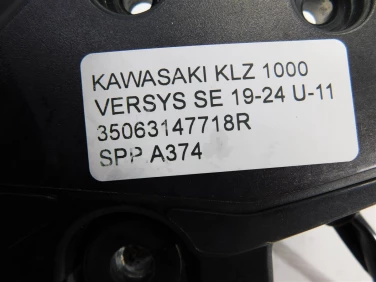 KAWASAKI KLZ 1000
VERSYS SE 19-24 U-11
35063147718R
SPP A374